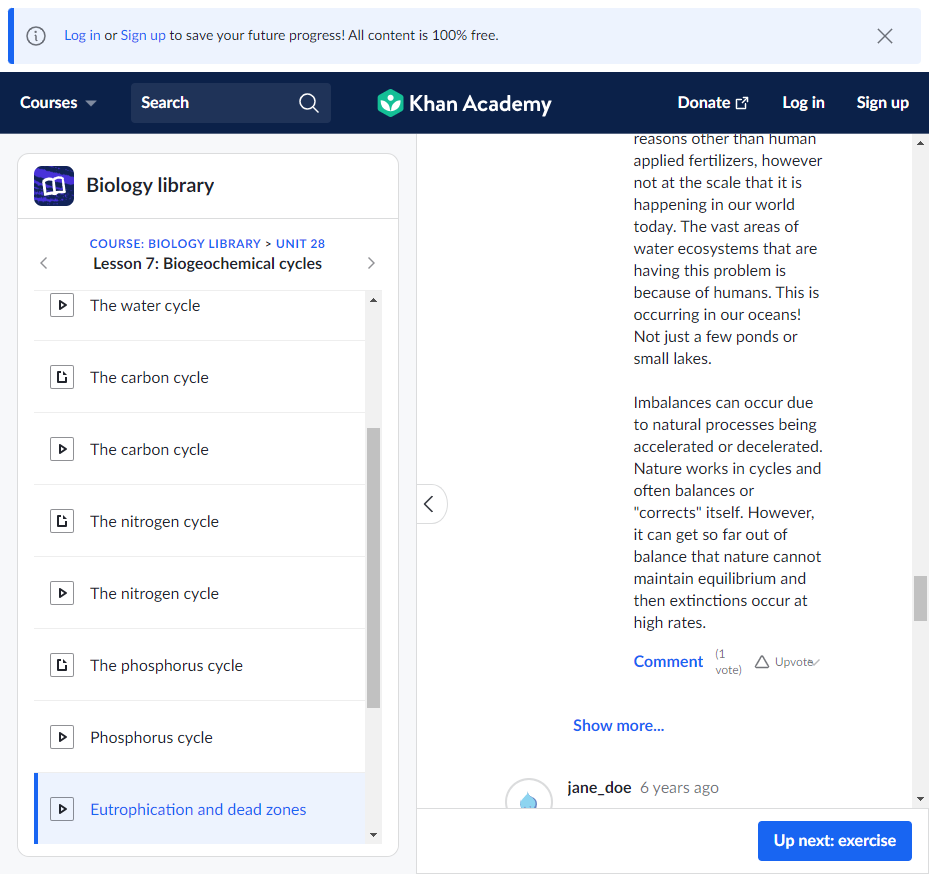 Log in or Sign up to save your future progress! All content is 100% free.
Courses
Search
Khan Academy
Donate
Log in
Sign up
Biology library
COURSE: BIOLOGY LIBRARY > UNIT 28
Lesson 7: Biogeochemical cycles
The water cycle
The carbon cycle
The carbon cycle
The nitrogen cycle
The nitrogen cycle
The phosphorus cycle
Phosphorus cycle
Eutrophication and dead zones
reasons other than human
applied fertilizers, however
not at the scale that it is
happening in our world
today. The vast areas of
water ecosystems that are
having this problem is
because of humans. This is
occurring in our oceans!
Not just a few ponds or
small lakes.
Imbalances can occur due
to natural processes being
accelerated or decelerated.
Nature works in cycles and
often balances or
"corrects" itself. However,
it can get so far out of
balance that nature cannot
maintain equilibrium and
then extinctions occur at
high rates.
Comment
(1
vote)
Upvote
Show more...
jane_doe 6 years ago
Up next: exercise